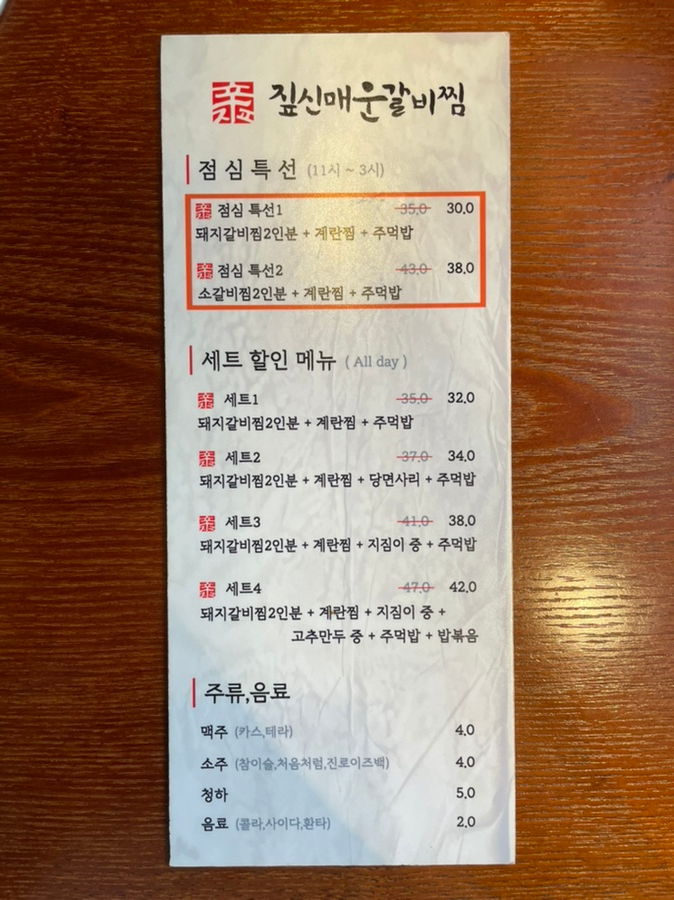 짚신매운갈비찜
점심특선 (11시 ~ 3시)
점심 특선1 35.0 30.0
돼지갈비찜2인분 + 계란찜 + 주먹밥
점심 특선2 43.0 38.0
소갈비찜2인분 + 계란찜 + 주먹밥
세트 할인 메뉴 ( All day )
세트1 35.0 32.0
돼지갈비찜2인분 + 계란찜 + 주먹밥
세트2 37.0 34.0
돼지갈비찜2인분 + 계란찜 + 당면사리 + 주먹밥
세트3 41.0 38.0
돼지갈비찜2인분 + 계란찜 + 지짐이 중 + 주먹밥
세트4 47.0 42.0
돼지갈비찜2인분 + 계란찜 + 지짐이 중 +
고추만두 중 + 주먹밥 + 밥볶음
주류,음료
맥주 (카스,테라) 4.0
소주 (참이슬,처음처럼,진로이즈백) 4.0
청하 5.0
음료 (콜라,사이다,환타) 2.0